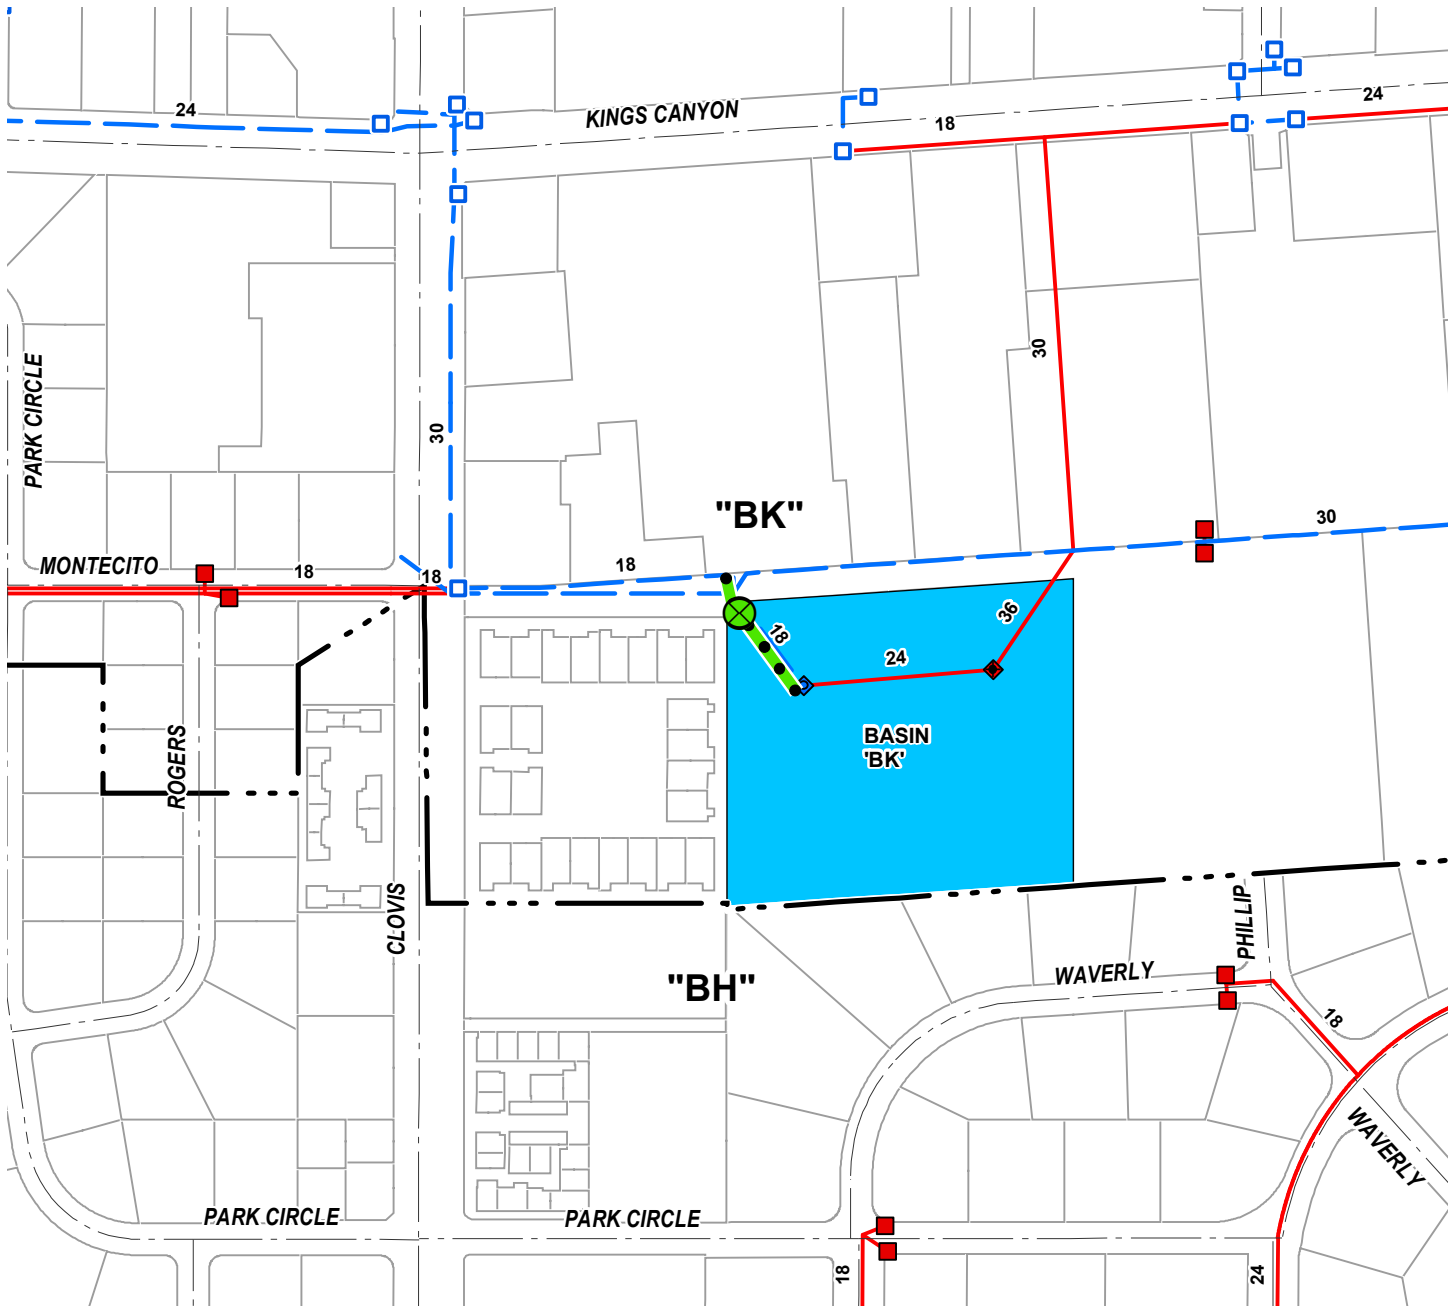 24
24
KINGS CANYON
18
PARK CIRCLE
30
30
"BK"
30
MONTECITO
18
18
18
18
36
24
BASIN
'BK'
ROGERS
CLOVIS
PHILLIP
WAVERLY
"BH"
18
WAVERLY
PARK CIRCLE
PARK CIRCLE
18
24